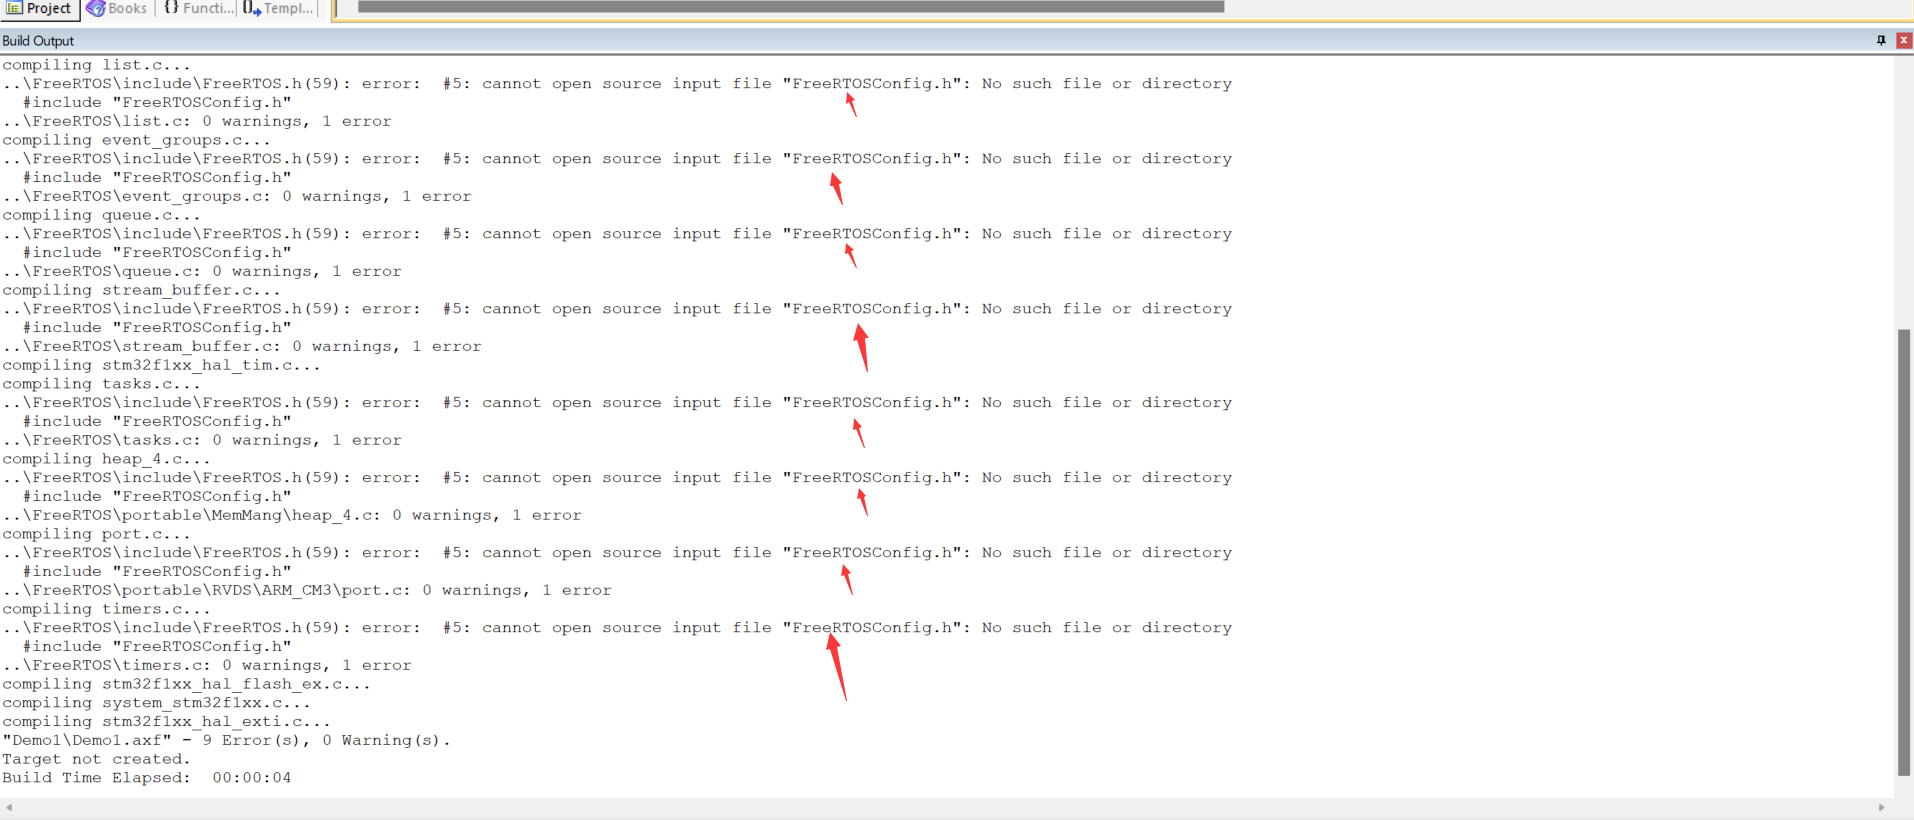 Project Books {} Functi... Templ...
Build Output
compiling list.c...
..\FreeRTOS\include\FreeRTOS.h(59): error:  #5: cannot open source input file "FreeRTOSConfig.h": No such file or directory
  #include "FreeRTOSConfig.h"
..\FreeRTOS\list.c: 0 warnings, 1 error
compiling event_groups.c...
..\FreeRTOS\include\FreeRTOS.h(59): error:  #5: cannot open source input file "FreeRTOSConfig.h": No such file or directory
  #include "FreeRTOSConfig.h"
..\FreeRTOS\event_groups.c: 0 warnings, 1 error
compiling queue.c...
..\FreeRTOS\include\FreeRTOS.h(59): error:  #5: cannot open source input file "FreeRTOSConfig.h": No such file or directory
  #include "FreeRTOSConfig.h"
..\FreeRTOS\queue.c: 0 warnings, 1 error
compiling stream_buffer.c...
..\FreeRTOS\include\FreeRTOS.h(59): error:  #5: cannot open source input file "FreeRTOSConfig.h": No such file or directory
  #include "FreeRTOSConfig.h"
..\FreeRTOS\stream_buffer.c: 0 warnings, 1 error
compiling stm32f1xx_hal_tim.c...
compiling tasks.c...
..\FreeRTOS\include\FreeRTOS.h(59): error:  #5: cannot open source input file "FreeRTOSConfig.h": No such file or directory
  #include "FreeRTOSConfig.h"
..\FreeRTOS\tasks.c: 0 warnings, 1 error
compiling heap_4.c...
..\FreeRTOS\include\FreeRTOS.h(59): error:  #5: cannot open source input file "FreeRTOSConfig.h": No such file or directory
  #include "FreeRTOSConfig.h"
..\FreeRTOS\portable\MemMang\heap_4.c: 0 warnings, 1 error
compiling port.c...
..\FreeRTOS\include\FreeRTOS.h(59): error:  #5: cannot open source input file "FreeRTOSConfig.h": No such file or directory
  #include "FreeRTOSConfig.h"
..\FreeRTOS\portable\RVDS\ARM_CM3\port.c: 0 warnings, 1 error
compiling timers.c...
..\FreeRTOS\include\FreeRTOS.h(59): error:  #5: cannot open source input file "FreeRTOSConfig.h": No such file or directory
  #include "FreeRTOSConfig.h"
..\FreeRTOS\timers.c: 0 warnings, 1 error
compiling stm32f1xx_hal_flash_ex.c...
compiling system_stm32f1xx.c...
compiling stm32f1xx_hal_exti.c...
"Demo1\Demo1.axf" - 9 Error(s), 0 Warning(s).
Target not created.
Build Time Elapsed:  00:00:04